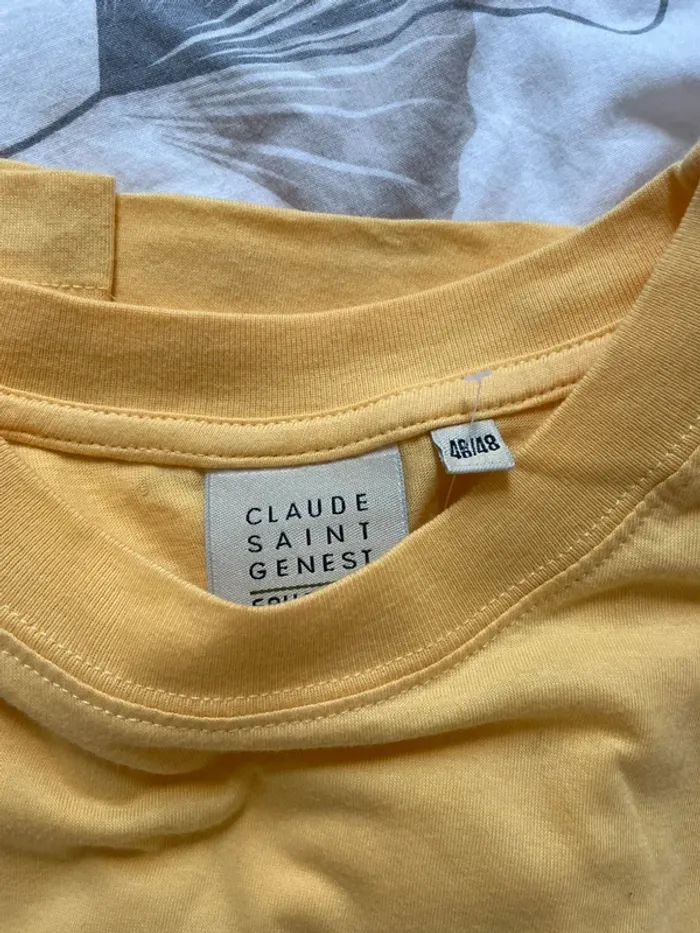 CLAUDE
SAINT
GENEST
46/48